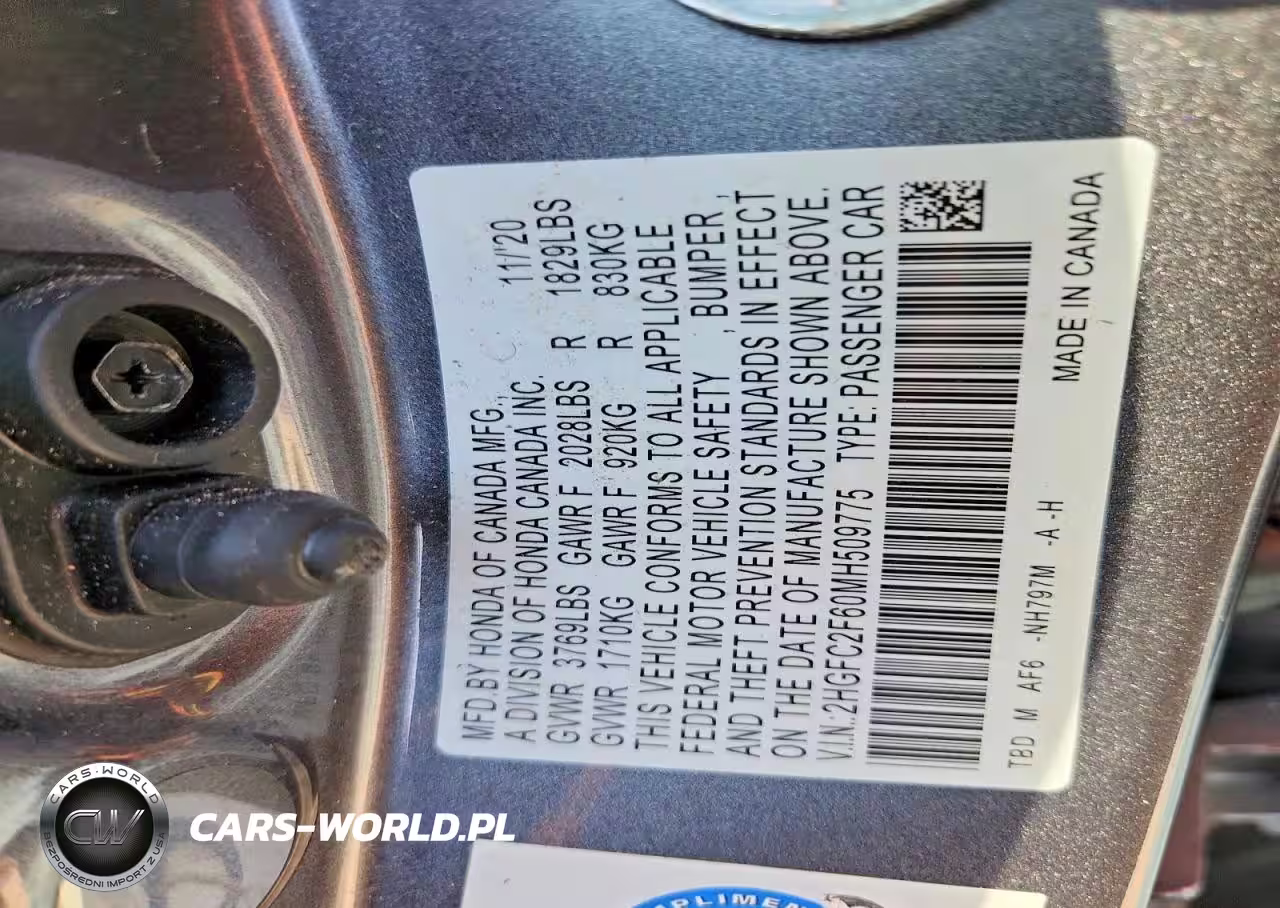 MFD.BY HONDA OF CANADA MFG., 11/'20
A DIVISION OF HONDA CANADA INC.
GVWR 3769LBS GAWR F 2028LBS R 1829LBS
GVWR 1710KG GAWR F 920KG R 830KG
THIS VEHICLE CONFORMS TO ALL APPLICABLE
FEDERAL MOTOR VEHICLE SAFETY , BUMPER ,
AND THEFT PREVENTION STANDARDS IN EFFECT
ON THE DATE OF MANUFACTURE SHOWN ABOVE.
V.I.N.:2HGFC2F60MH509775 TYPE:PASSENGER CAR
TBD M AF6 -NH797M -A-H MADE IN CANADA
CARS-WORLD
CW
BEZPOŚREDNI IMPORT Z USA
CARS-WORLD.PL